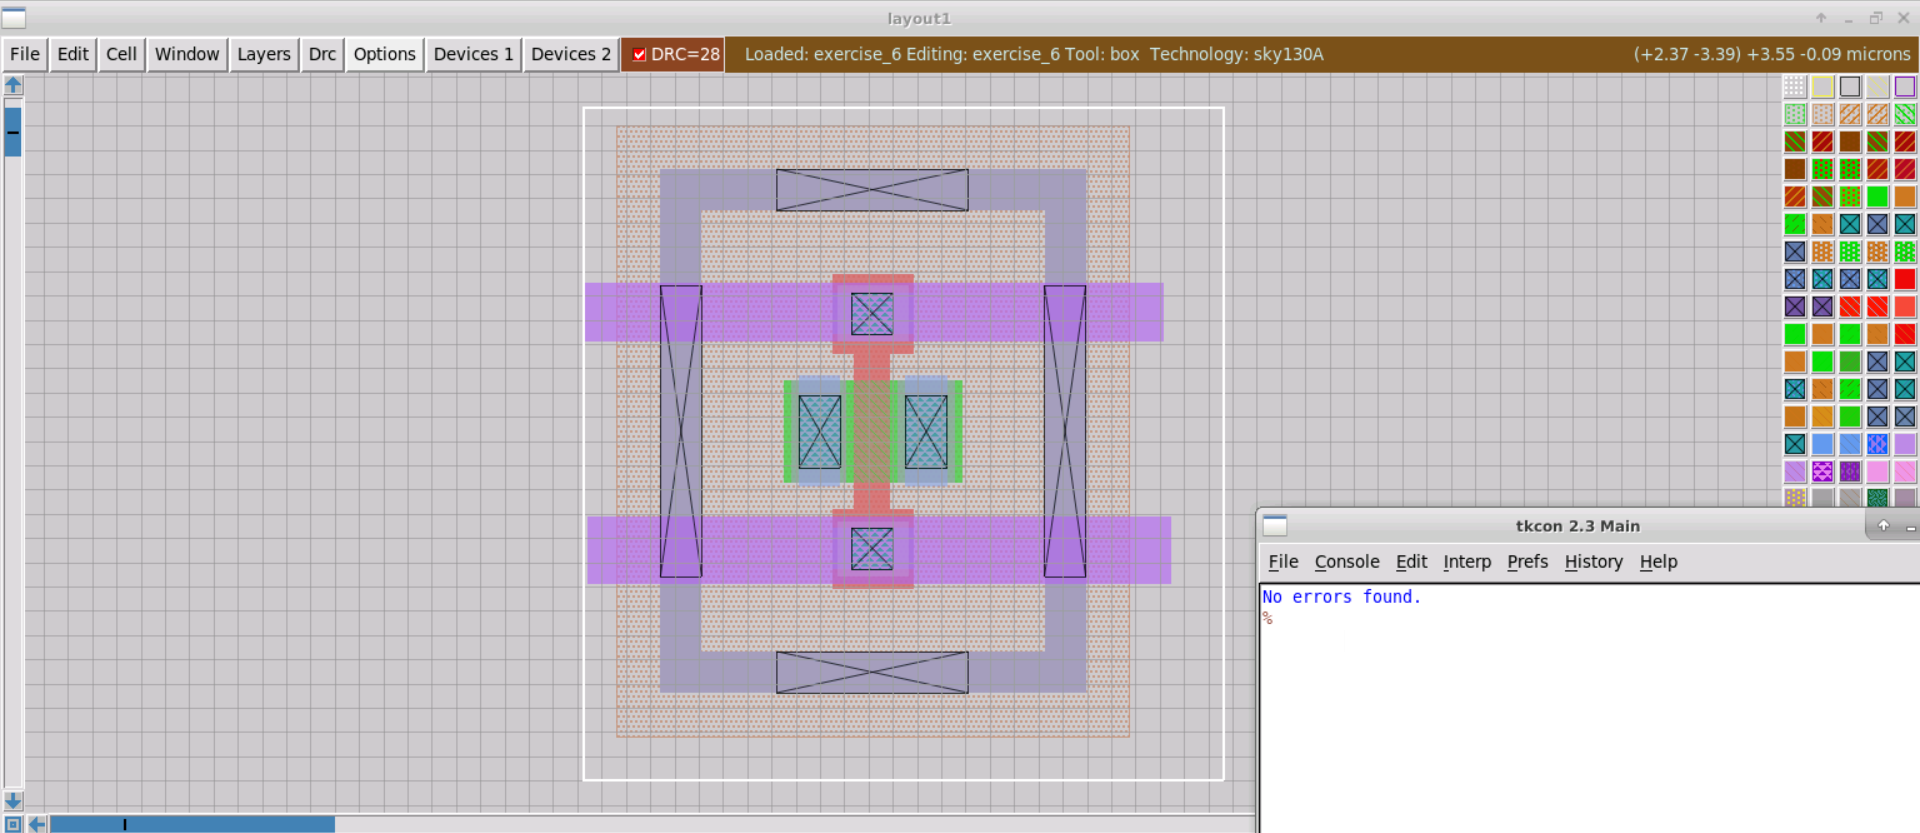 layout1
File Edit Cell Window Layers Drc Options Devices 1 Devices 2 DRC=28 Loaded: exercise_6 Editing: exercise_6 Tool: box Technology: sky130A (+2.37 -3.39) +3.55 -0.09 microns
tkcon 2.3 Main
File Console Edit Interp Prefs History Help
No errors found.
%